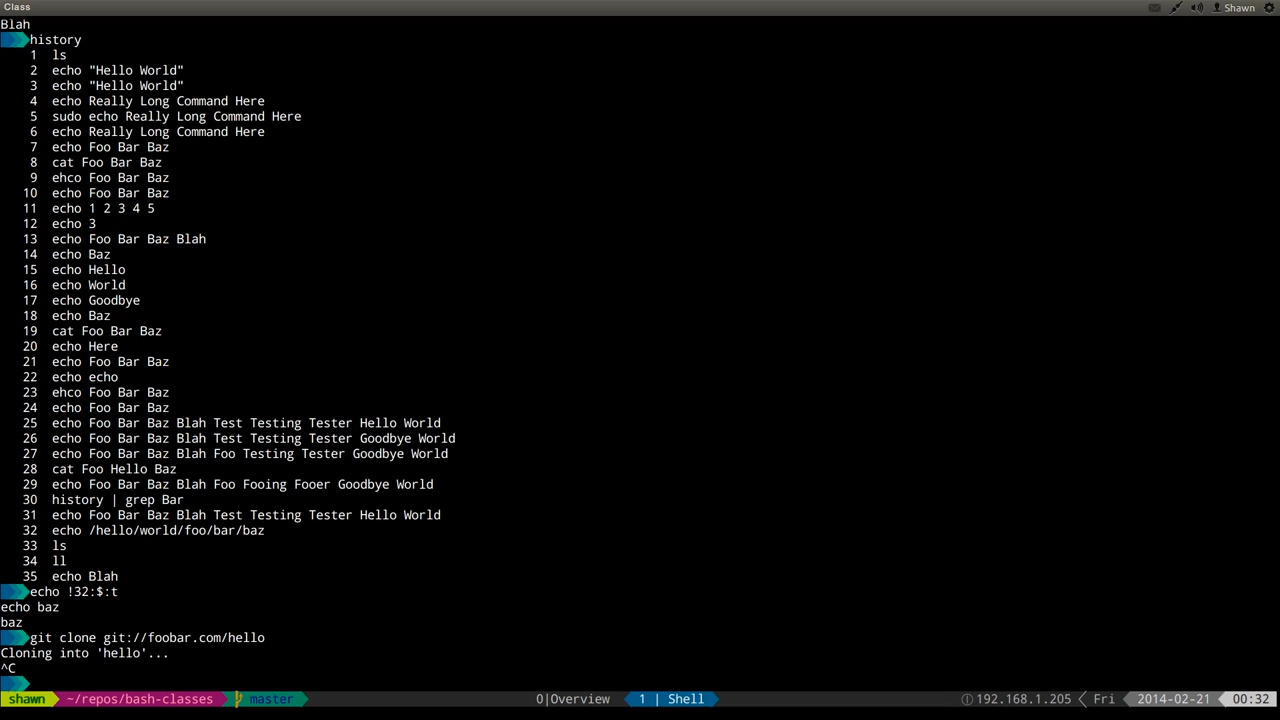 Class
Shawn
Blah
history
1 ls
2 echo "Hello World"
3 echo "Hello World"
4 echo Really Long Command Here
5 sudo echo Really Long Command Here
6 echo Really Long Command Here
7 echo Foo Bar Baz
8 cat Foo Bar Baz
9 ehco Foo Bar Baz
10 echo Foo Bar Baz
11 echo 1 2 3 4 5
12 echo 3
13 echo Foo Bar Baz Blah
14 echo Baz
15 echo Hello
16 echo World
17 echo Goodbye
18 echo Baz
19 cat Foo Bar Baz
20 echo Here
21 echo Foo Bar Baz
22 echo echo
23 ehco Foo Bar Baz
24 echo Foo Bar Baz
25 echo Foo Bar Baz Blah Test Testing Tester Hello World
26 echo Foo Bar Baz Blah Test Testing Tester Goodbye World
27 echo Foo Bar Baz Blah Foo Testing Tester Goodbye World
28 cat Foo Hello Baz
29 echo Foo Bar Baz Blah Foo Fooing Fooer Goodbye World
30 history | grep Bar
31 echo Foo Bar Baz Blah Test Testing Tester Hello World
32 echo /hello/world/foo/bar/baz
33 ls
34 ll
35 echo Blah
echo !32:$:t
echo baz
baz
git clone git://foobar.com/hello
Cloning into 'hello'...
^C
shawn ~/repos/bash-classes master 0|Overview 1 | Shell 192.168.1.205 Fri 2014-02-21 00:32